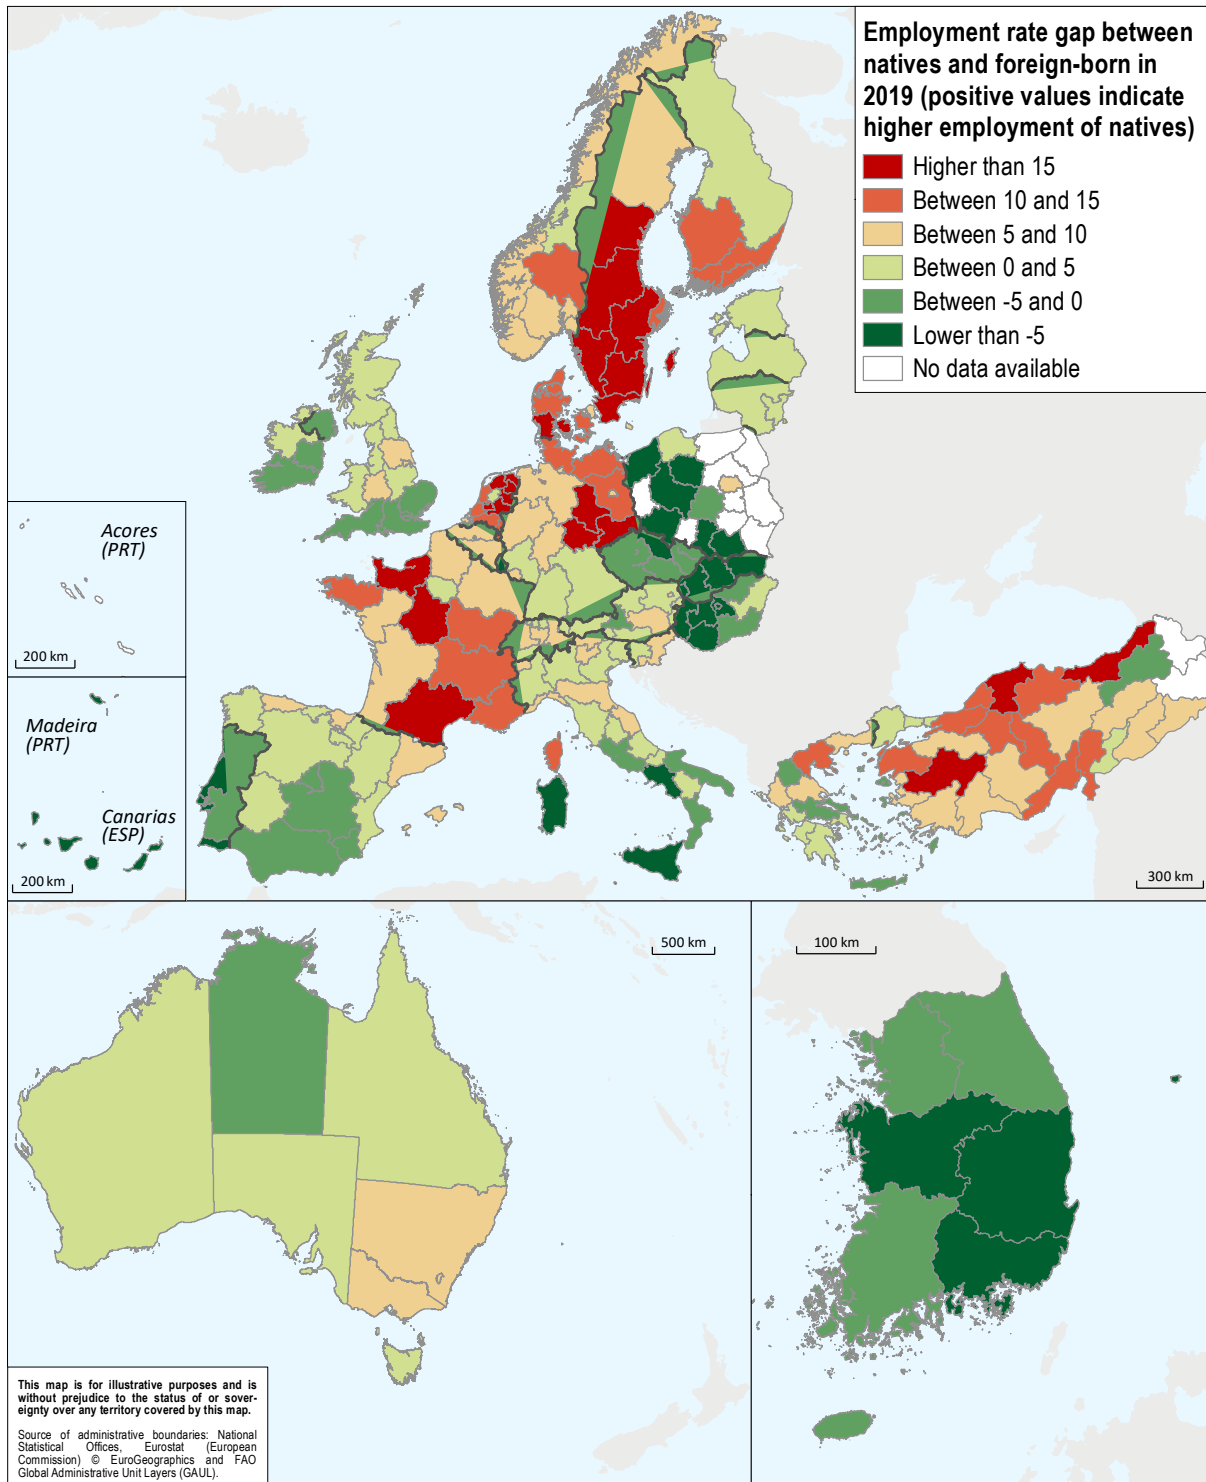 Employment rate gap between
natives and foreign-born in
2019 (positive values indicate
higher employment of natives)
Higher than 15
Between 10 and 15
Between 5 and 10
Between 0 and 5
Between -5 and 0
Lower than -5
No data available
Acores
(PRT)
200 km
Madeira
(PRT)
Canarias
(ESP)
200 km
300 km
500 km
100 km
This map is for illustrative purposes and is
without prejudice to the status of or sover-
eignty over any territory covered by this map.
Source of administrative boundaries: National
Statistical Offices, Eurostat (European
Commission) © EuroGeographics and FAO
Global Administrative Unit Layers (GAUL).